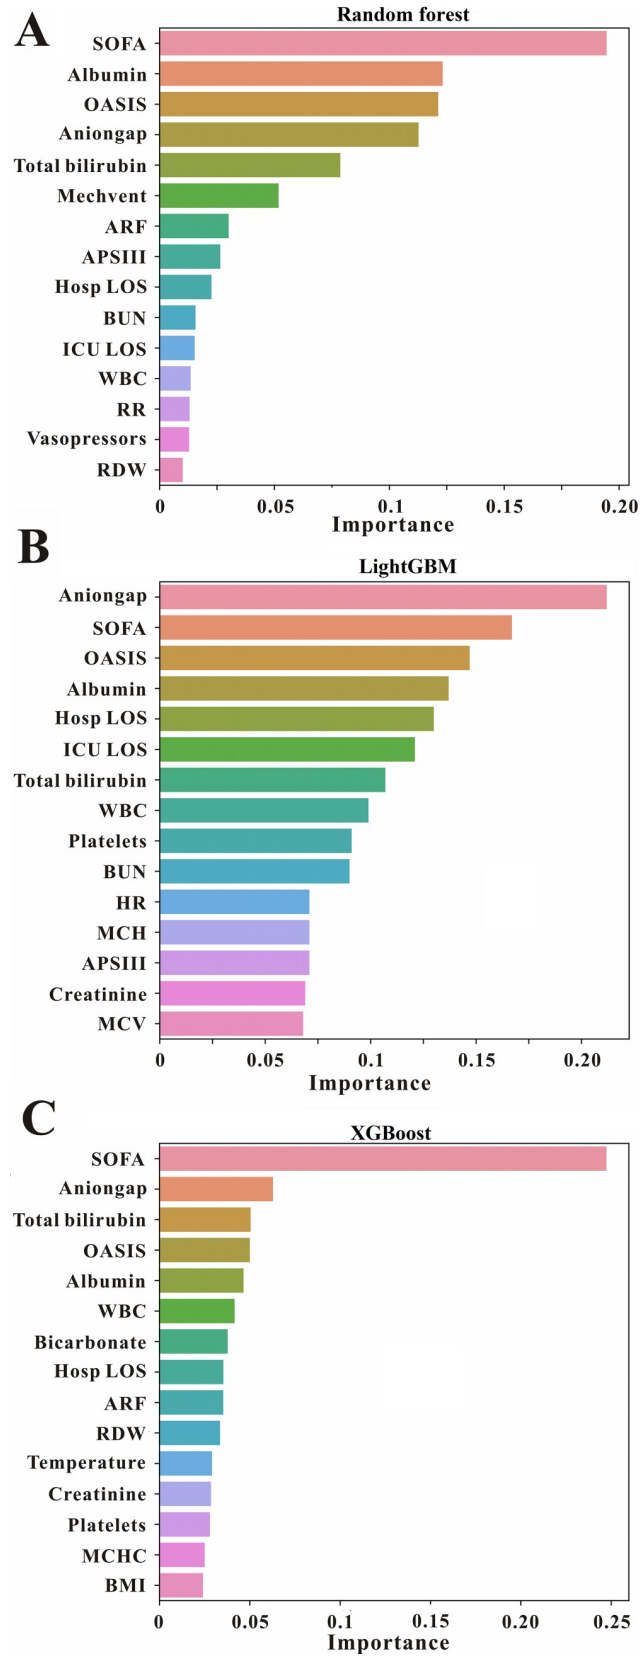 A
Random forest
SOFA
Albumin
OASIS
Aniongap
Total bilirubin
Mechvent
ARF
APSIII
Hosp LOS
BUN
ICU LOS
WBC
RR
Vasopressors
RDW
0 0.05 0.1 0.15 0.20
Importance
B
LightGBM
Aniongap
SOFA
OASIS
Albumin
Hosp LOS
ICU LOS
Total bilirubin
WBC
Platelets
BUN
HR
MCH
APSIII
Creatinine
MCV
0 0.05 0.1 0.15 0.20
Importance
C
XGBoost
SOFA
Aniongap
Total bilirubin
OASIS
Albumin
WBC
Bicarbonate
Hosp LOS
ARF
RDW
Temperature
Creatinine
Platelets
MCHC
BMI
0 0.05 0.1 0.15 0.20 0.25
Importance